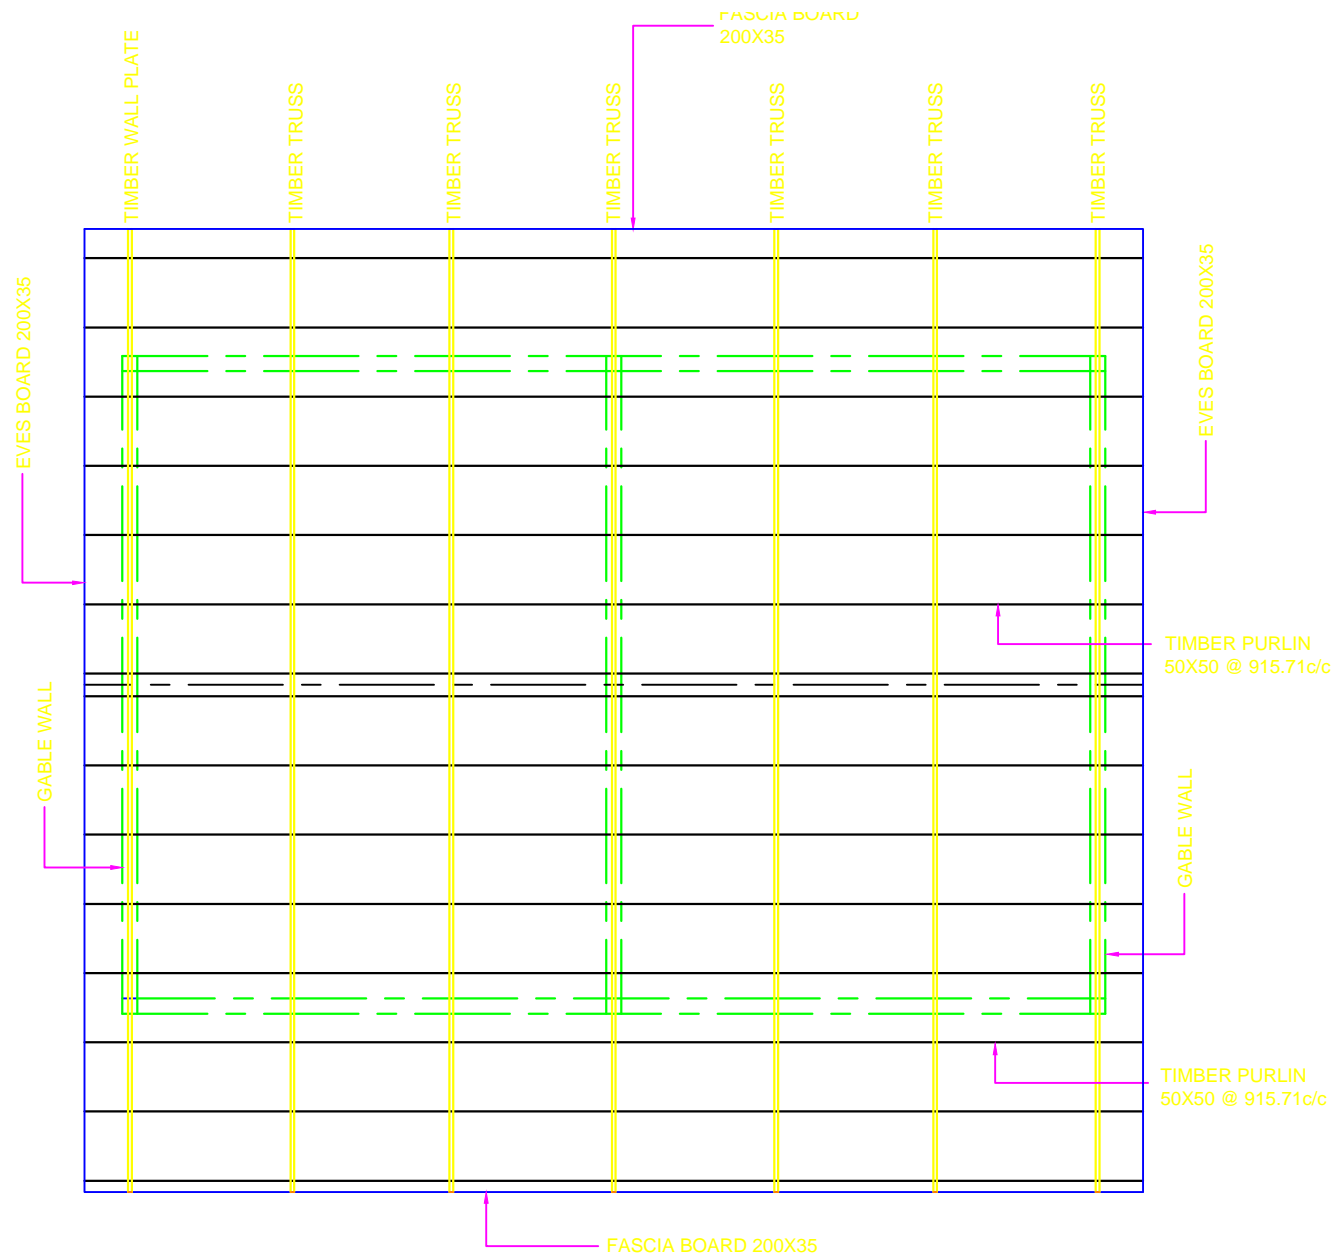 FASCIA BOARD
200X35
TIMBER WALL PLATE
TIMBER TRUSS
TIMBER TRUSS
TIMBER TRUSS
TIMBER TRUSS
TIMBER TRUSS
TIMBER TRUSS
EVES BOARD 200X35
EVES BOARD 200X35
TIMBER PURLIN
50X50 @ 915.71c/c
GABLE WALL
GABLE WALL
TIMBER PURLIN
50X50 @ 915.71c/c
FASCIA BOARD 200X35